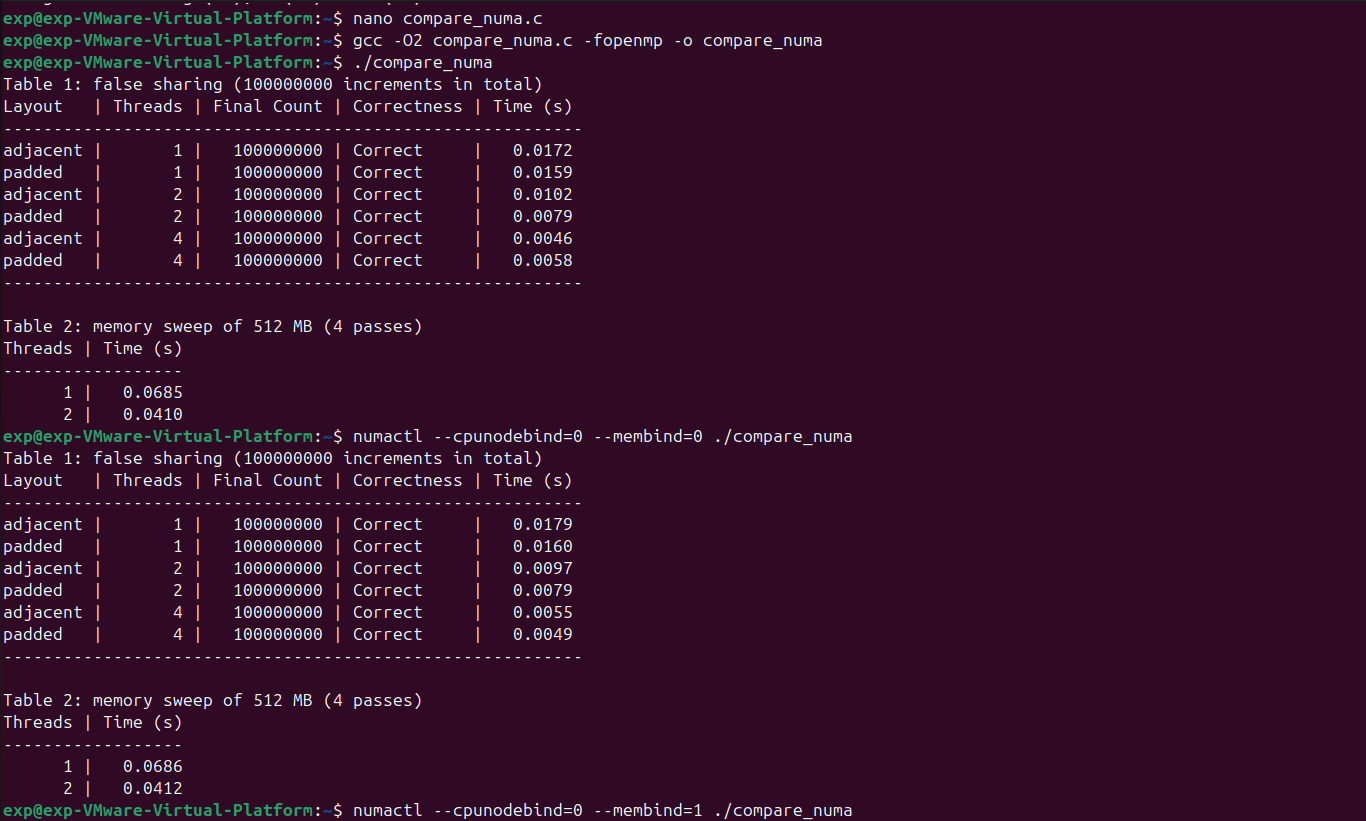 exp@exp-VMware-Virtual-Platform:~$ nano compare_numa.c
exp@exp-VMware-Virtual-Platform:~$ gcc -O2 compare_numa.c -fopenmp -o compare_numa
exp@exp-VMware-Virtual-Platform:~$ ./compare_numa
Table 1: false sharing (100000000 increments in total)
Layout   | Threads | Final Count | Correctness | Time (s)
----------------------------------------------------------
adjacent |       1 |   100000000 | Correct     |   0.0172
padded   |       1 |   100000000 | Correct     |   0.0159
adjacent |       2 |   100000000 | Correct     |   0.0102
padded   |       2 |   100000000 | Correct     |   0.0079
adjacent |       4 |   100000000 | Correct     |   0.0046
padded   |       4 |   100000000 | Correct     |   0.0058
----------------------------------------------------------

Table 2: memory sweep of 512 MB (4 passes)
Threads | Time (s)
------------------
      1 |   0.0685
      2 |   0.0410
exp@exp-VMware-Virtual-Platform:~$ numactl --cpunodebind=0 --membind=0 ./compare_numa
Table 1: false sharing (100000000 increments in total)
Layout   | Threads | Final Count | Correctness | Time (s)
----------------------------------------------------------
adjacent |       1 |   100000000 | Correct     |   0.0179
padded   |       1 |   100000000 | Correct     |   0.0160
adjacent |       2 |   100000000 | Correct     |   0.0097
padded   |       2 |   100000000 | Correct     |   0.0079
adjacent |       4 |   100000000 | Correct     |   0.0055
padded   |       4 |   100000000 | Correct     |   0.0049
----------------------------------------------------------

Table 2: memory sweep of 512 MB (4 passes)
Threads | Time (s)
------------------
      1 |   0.0686
      2 |   0.0412
exp@exp-VMware-Virtual-Platform:~$ numactl --cpunodebind=0 --membind=1 ./compare_numa